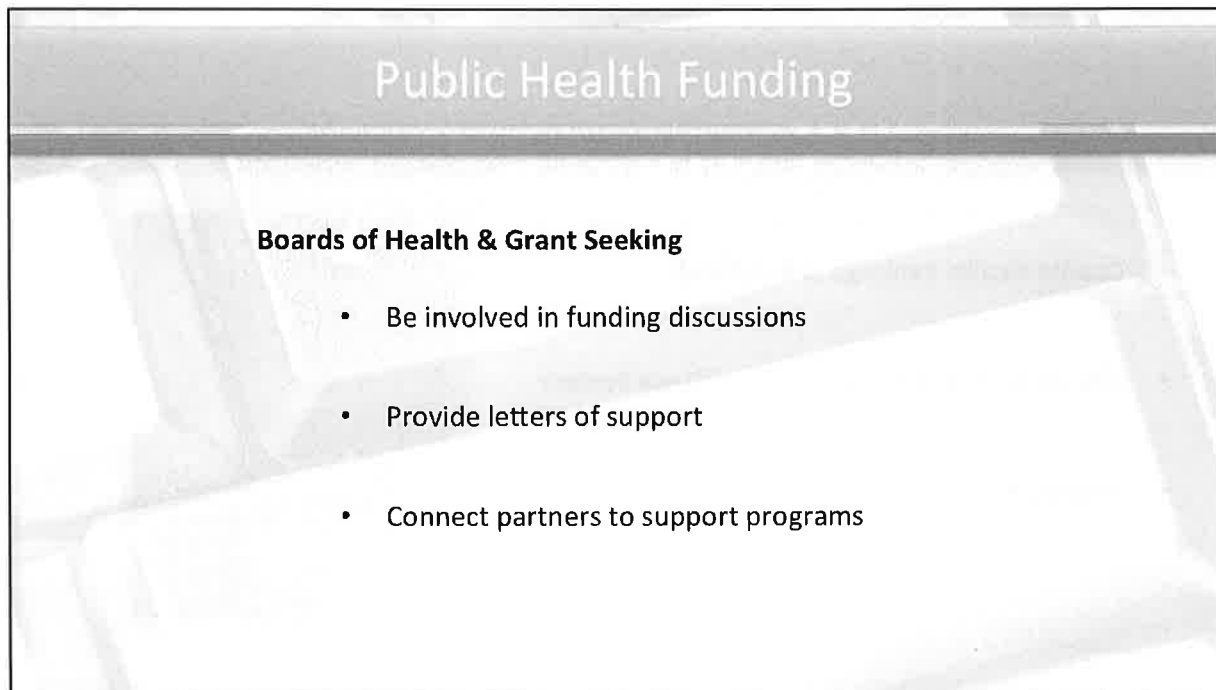 Public Health Funding
Boards of Health & Grant Seeking
• Be involved in funding discussions
• Provide letters of support
• Connect partners to support programs